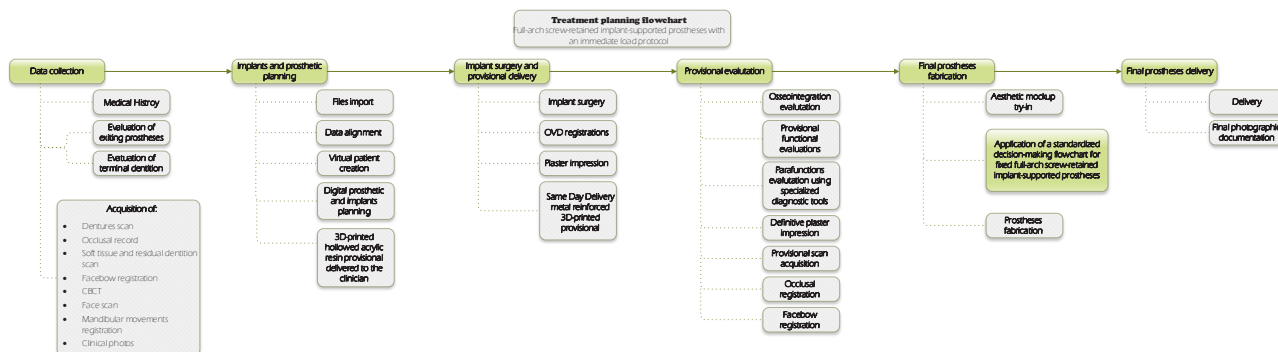 Treatment planning flowchart
Full-arch screw-retained implant-supported prostheses with
an immediate load protocol
Data collection
Medical Histroy
Evaluation of
exiting prostheses
Evatuation of
terminal dentition
Acquisition of:
Dentures scan
Occlusal record
Soft tissue and residual dentition
scan
Facebow registration
CBCT
Face scan
Mandibular movements
registration
Clinical photos
Implants and prosthetic
planning
Files import
Data alignment
Virtual patient
creation
Digital prosthetic
and implants
planning
3D-printed
hollowed acrylic
resin provisional
delivered to the
clinician
Implant surgery and
provisional delivery
Implant surgery
OVD registrations
Plaster impression
Same Day Delivery
metal reinforced
3D-printed
provisional
Provisional evalutation
Osseointegration
evalutation
Provisional
functional
evaluations
Parafunctions
evalutation using
specialized
diagnostic tools
Definitive plaster
impression
Provisional scan
acquisition
Occlusal
registration
Facebow
registration
Final prostheses
fabrication
Aesthetic mockup
try-in
Application of a standardized
decision-making flowchart for
fixed full-arch screw-retained
implant-supported prostheses
Prostheses
fabrication
Final prostheses delivery
Delivery
Final photographic
documentation